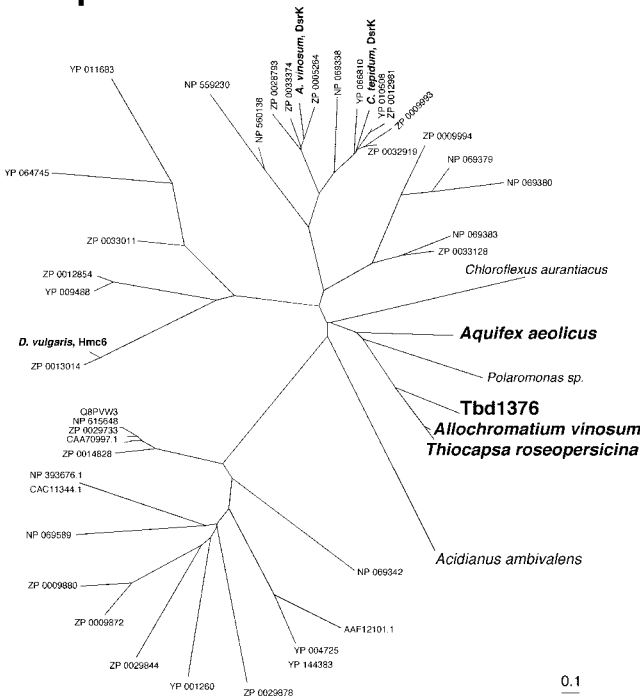 A. vinosum, DsrK
C. tepidum, DsrK
YP 011683
NP 559230
NP 560138
ZP 0028793
ZP 0033374
ZP 0005264
NP 069338
YP 066810
YP 010508
ZP 0012981
ZP 0009993
ZP 0032919
ZP 0009994
NP 069379
YP 064745
NP 069380
ZP 0033011
NP 069383
ZP 0033128
Chloroflexus aurantiacus
ZP 0012854
YP 009488
Aquifex aeolicus
D. vulgaris, Hmc6
ZP 0013014
Polaromonas sp.
Tbd1376
Q8PVW3
NP 615648
ZP 0029733
CAA70997.1
Allochromatium vinosum
Thiocapsa roseopersicina
ZP 0014828
NP 393676.1
CAC11344.1
NP 069589
Acidianus ambivalens
NP 069342
ZP 0009880
ZP 0009872
AAF12101.1
YP 004725
YP 144383
ZP 0029844
YP 001260
ZP 0029878
0.1